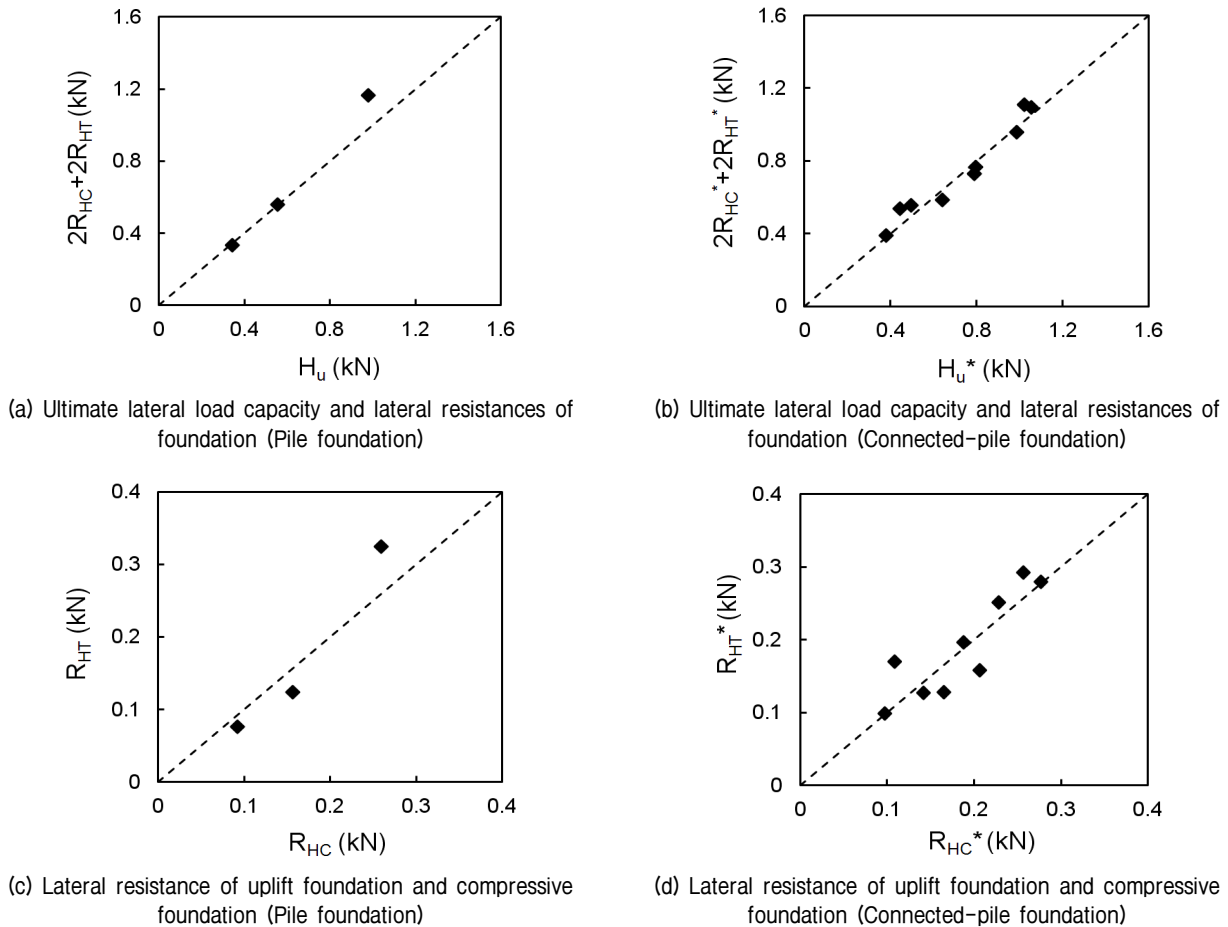 1.6
1.2
0.8
0.4
0
0
0.4
0.8
1.2
1.6
2R_HC+2R_HT (kN)
H_u (kN)
(a) Ultimate lateral load capacity and lateral resistances of
foundation (Pile foundation)
1.6
1.2
0.8
0.4
0
0
0.4
0.8
1.2
1.6
2R_HC*+2R_HT* (kN)
H_u* (kN)
(b) Ultimate lateral load capacity and lateral resistances of
foundation (Connected-pile foundation)
0.4
0.3
0.2
0.1
0
0
0.1
0.2
0.3
0.4
R_HT (kN)
R_HC (kN)
(c) Lateral resistance of uplift foundation and compressive
foundation (Pile foundation)
0.4
0.3
0.2
0.1
0
0
0.1
0.2
0.3
0.4
R_HT* (kN)
R_HC* (kN)
(d) Lateral resistance of uplift foundation and compressive
foundation (Connected-pile foundation)